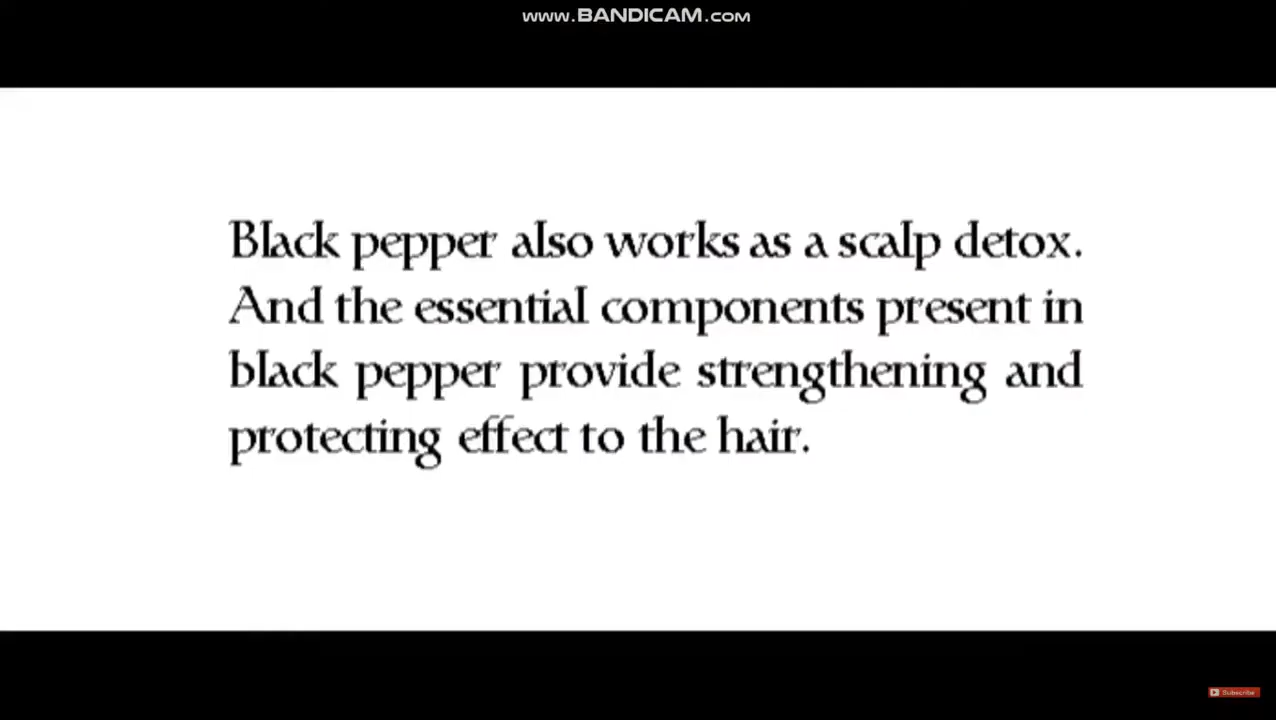 www.BANDICAM.com
Black pepper also works as a scalp detox.
And the essential components present in
black pepper provide strengthening and
protecting effect to the hair.
Subscribe